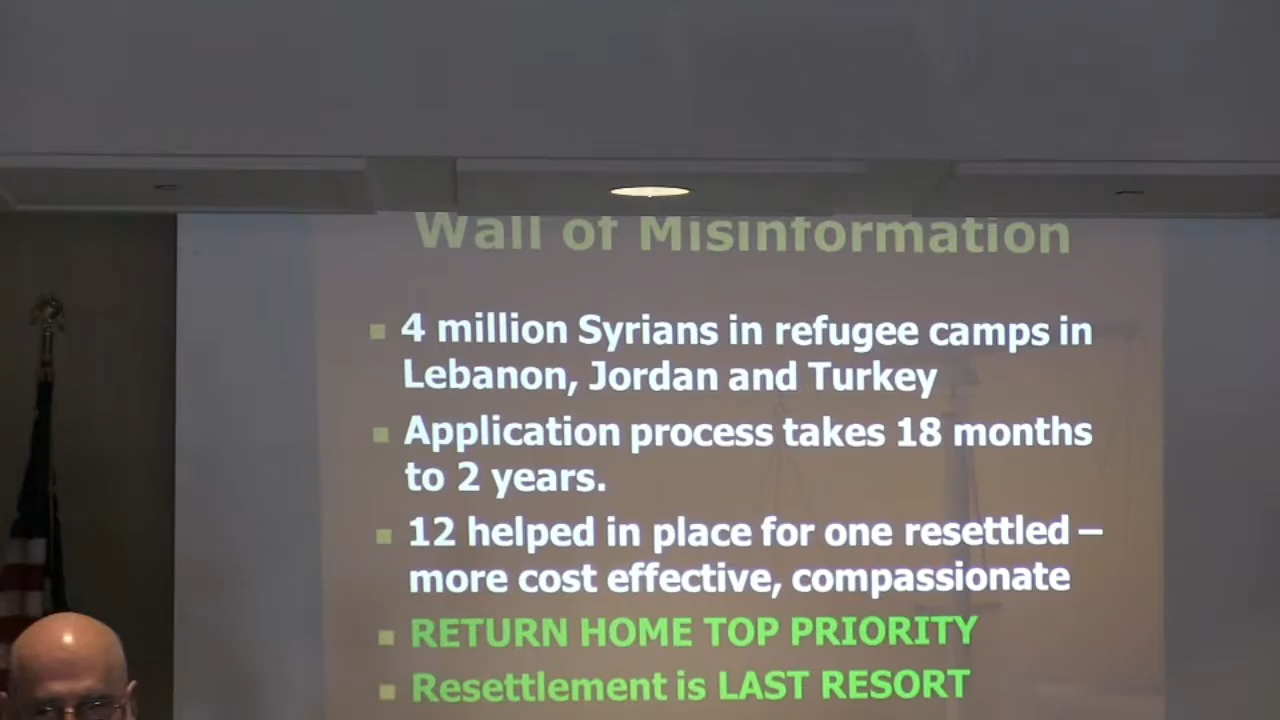 Wall of Misinformation
4 million Syrians in refugee camps in
Lebanon, Jordan and Turkey
Application process takes 18 months
to 2 years.
12 helped in place for one resettled –
more cost effective, compassionate
RETURN HOME TOP PRIORITY
Resettlement is LAST RESORT